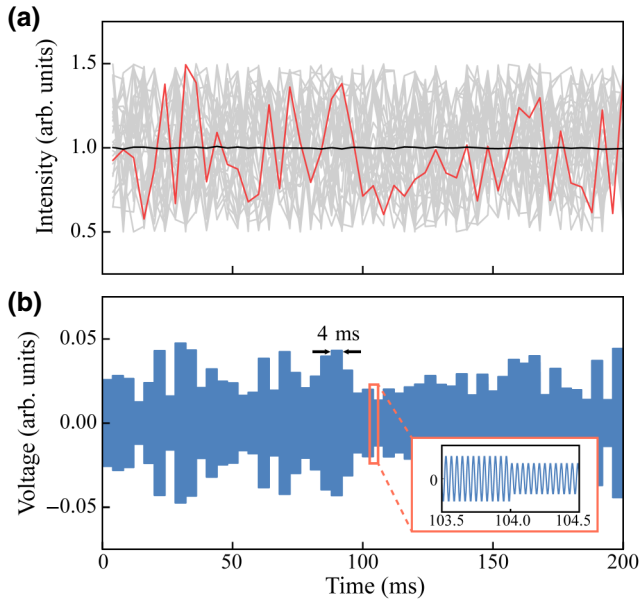 (a)
Intensity (arb. units)
1.5
1.0
0.5
(b)
Voltage (arb. units)
0.05
0.00
−0.05
4 ms
0
103.5 104.0 104.5
0 50 100 150 200
Time (ms)